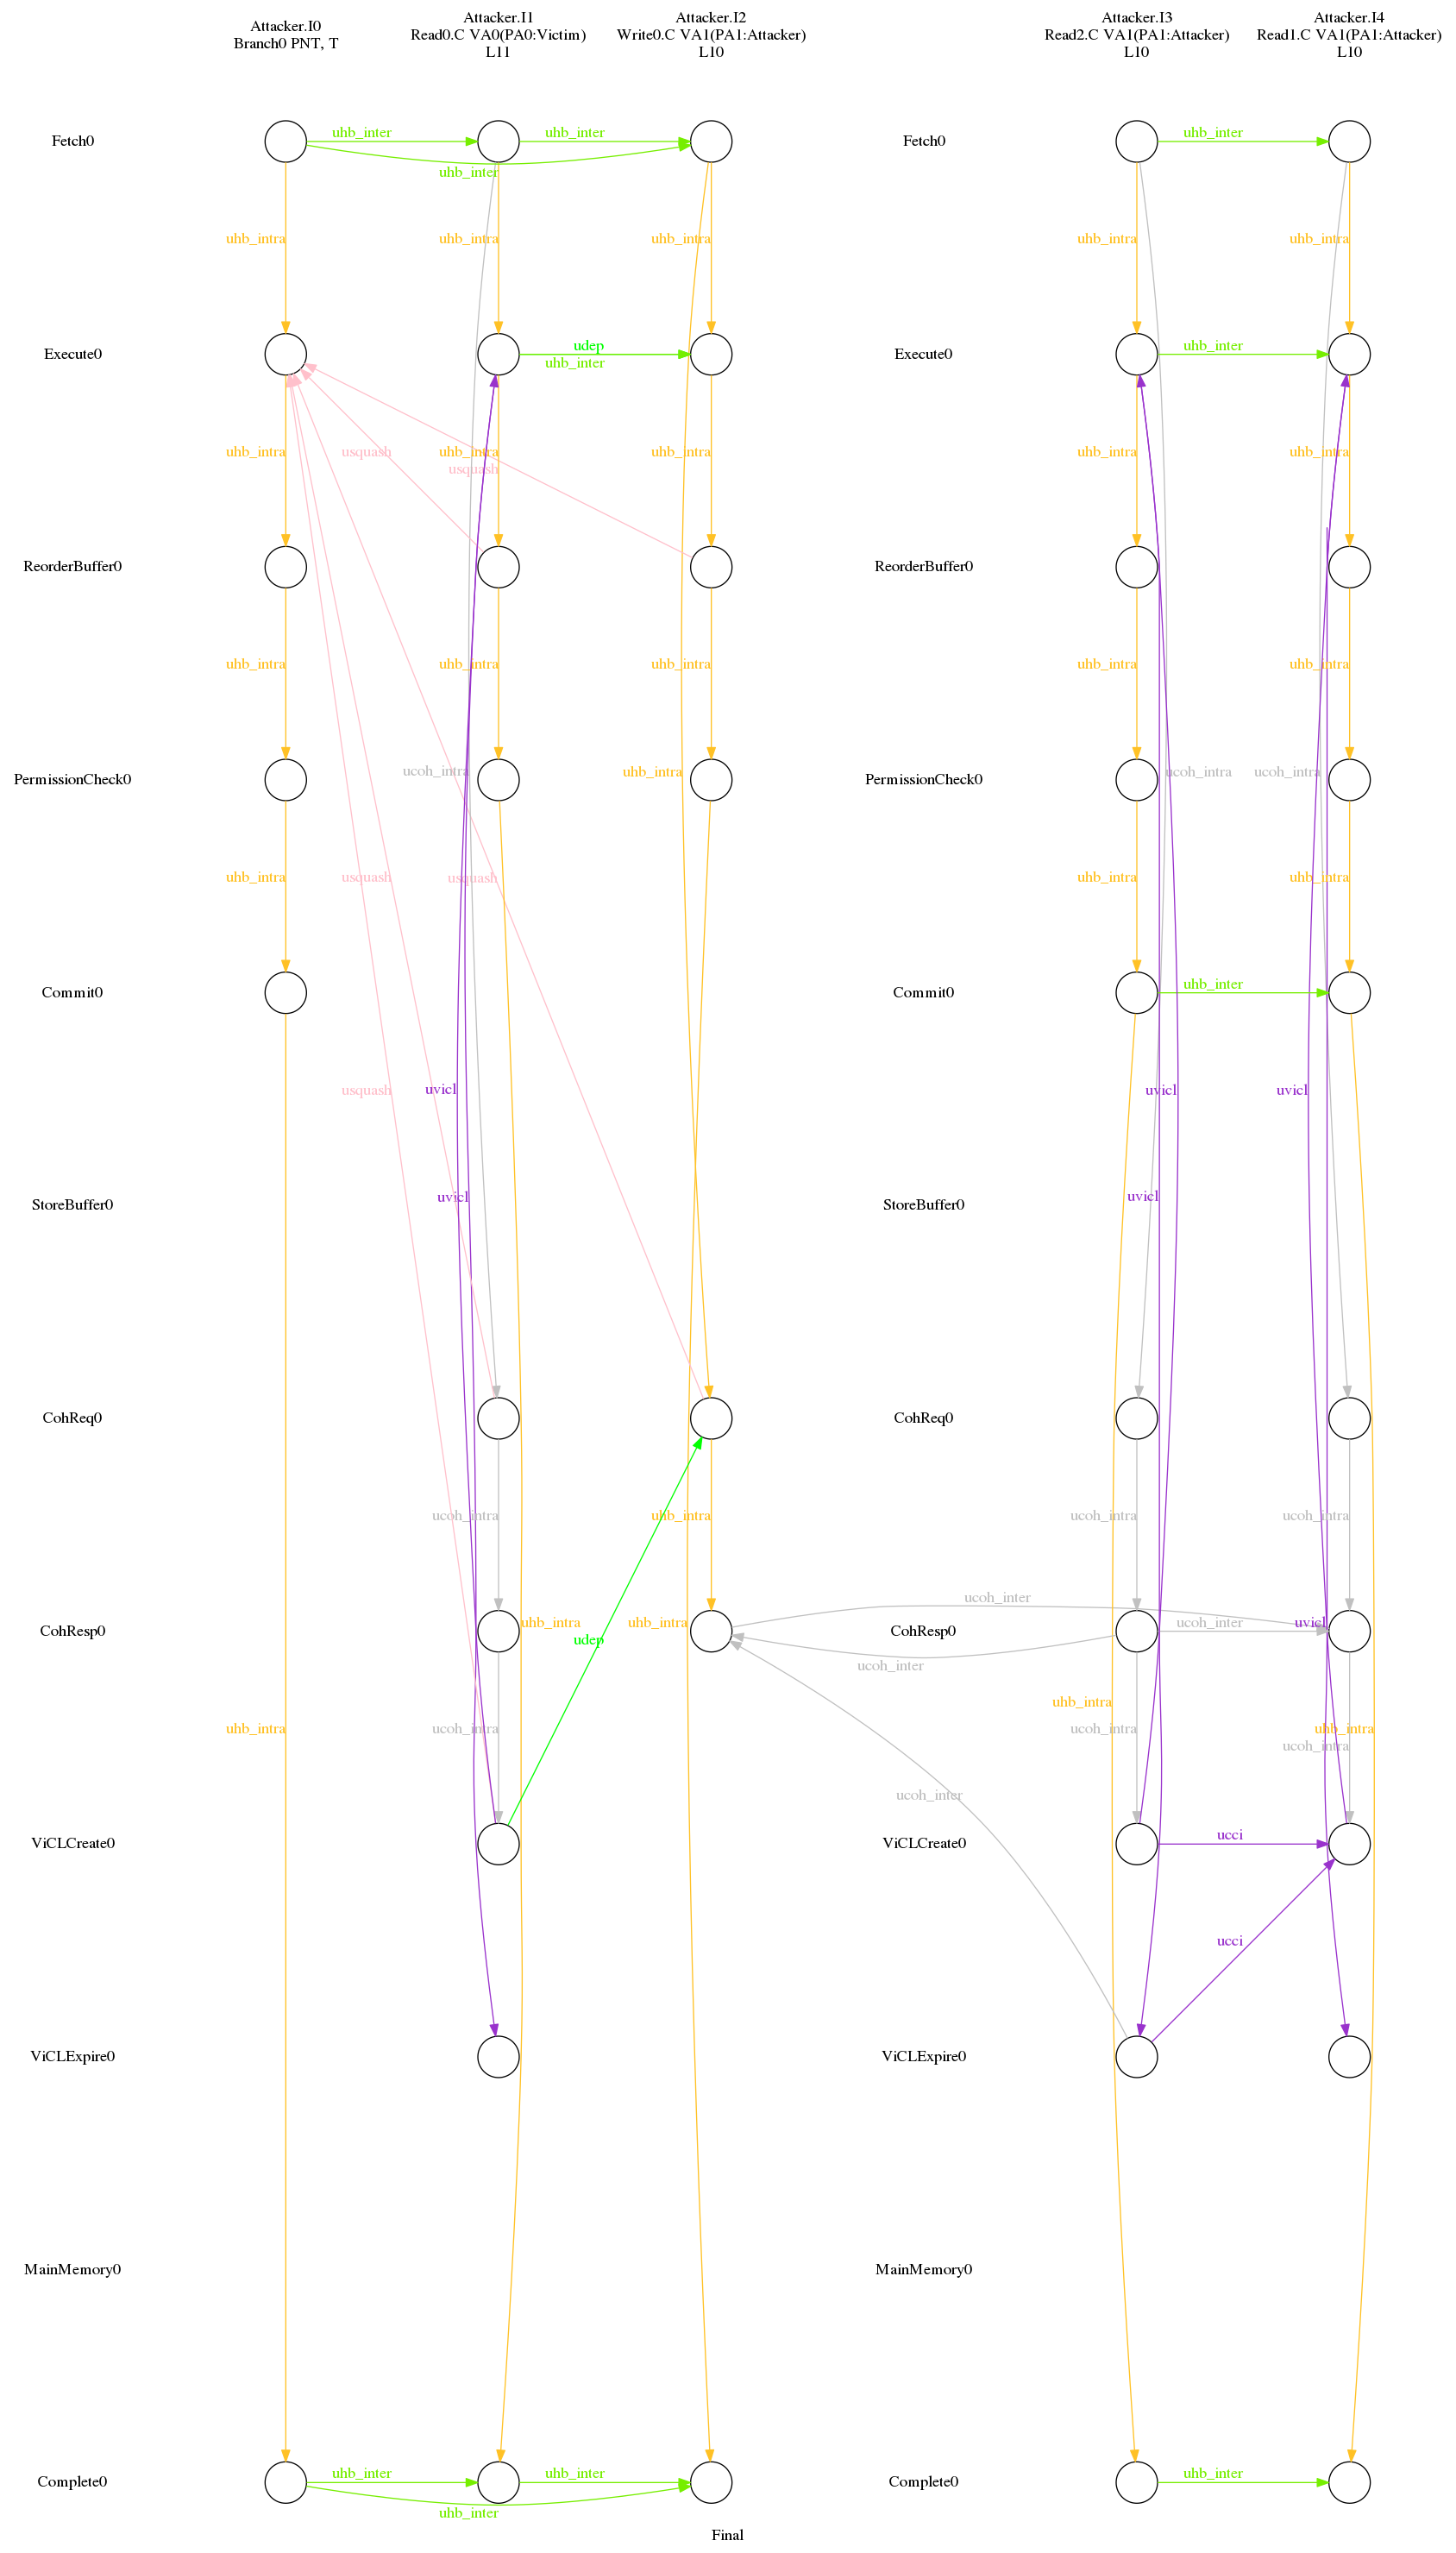 Attacker.I0
Branch0 PNT, T
Attacker.I1
Read0.C VA0(PA0:Victim)
L11
Attacker.I2
Write0.C VA1(PA1:Attacker)
L10
Attacker.I3
Read2.C VA1(PA1:Attacker)
L10
Attacker.I4
Read1.C VA1(PA1:Attacker)
L10
Fetch0
uhb_inter
uhb_inter
uhb_inter
Fetch0
uhb_inter
uhb_intra
uhb_intra
uhb_intra
uhb_intra
uhb_intra
Execute0
udep
uhb_inter
Execute0
uhb_inter
uhb_intra
usquash
uhb_intra
usquash
uhb_intra
uhb_intra
uhb_intra
ReorderBuffer0
ReorderBuffer0
uhb_intra
uhb_intra
uhb_intra
uhb_intra
uhb_intra
PermissionCheck0
ucoh_intra
uhb_intra
PermissionCheck0
ucoh_intra
ucoh_intra
uhb_intra
usquash
usquash
uhb_intra
uhb_intra
Commit0
Commit0
uhb_inter
usquash
uvicl
uvicl
uvicl
StoreBuffer0
uvicl
StoreBuffer0
uvicl
CohReq0
CohReq0
ucoh_intra
uhb_intra
ucoh_intra
ucoh_intra
CohResp0
uhb_intra
udep
uhb_intra
ucoh_inter
CohResp0
ucoh_inter
uvicl
ucoh_inter
uhb_intra
ucoh_intra
uhb_intra
ucoh_intra
uhb_intra
ucoh_intra
ucoh_inter
ViCLCreate0
ViCLCreate0
ucci
ucci
ViCLExpire0
ViCLExpire0
MainMemory0
MainMemory0
Complete0
uhb_inter
uhb_inter
uhb_inter
Complete0
uhb_inter
Final